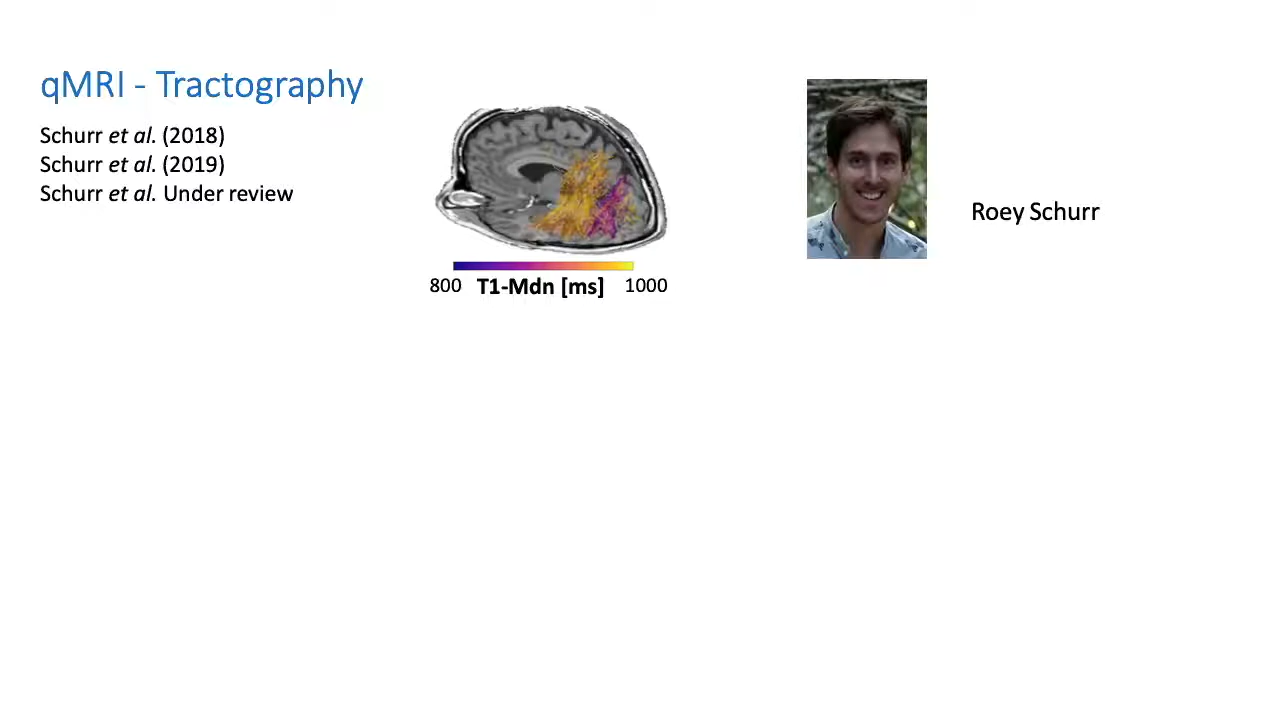 qMRI - Tractography
Schurr et al. (2018)
Schurr et al. (2019)
Schurr et al. Under review
800 T1-Mdn [ms] 1000
Roey Schurr